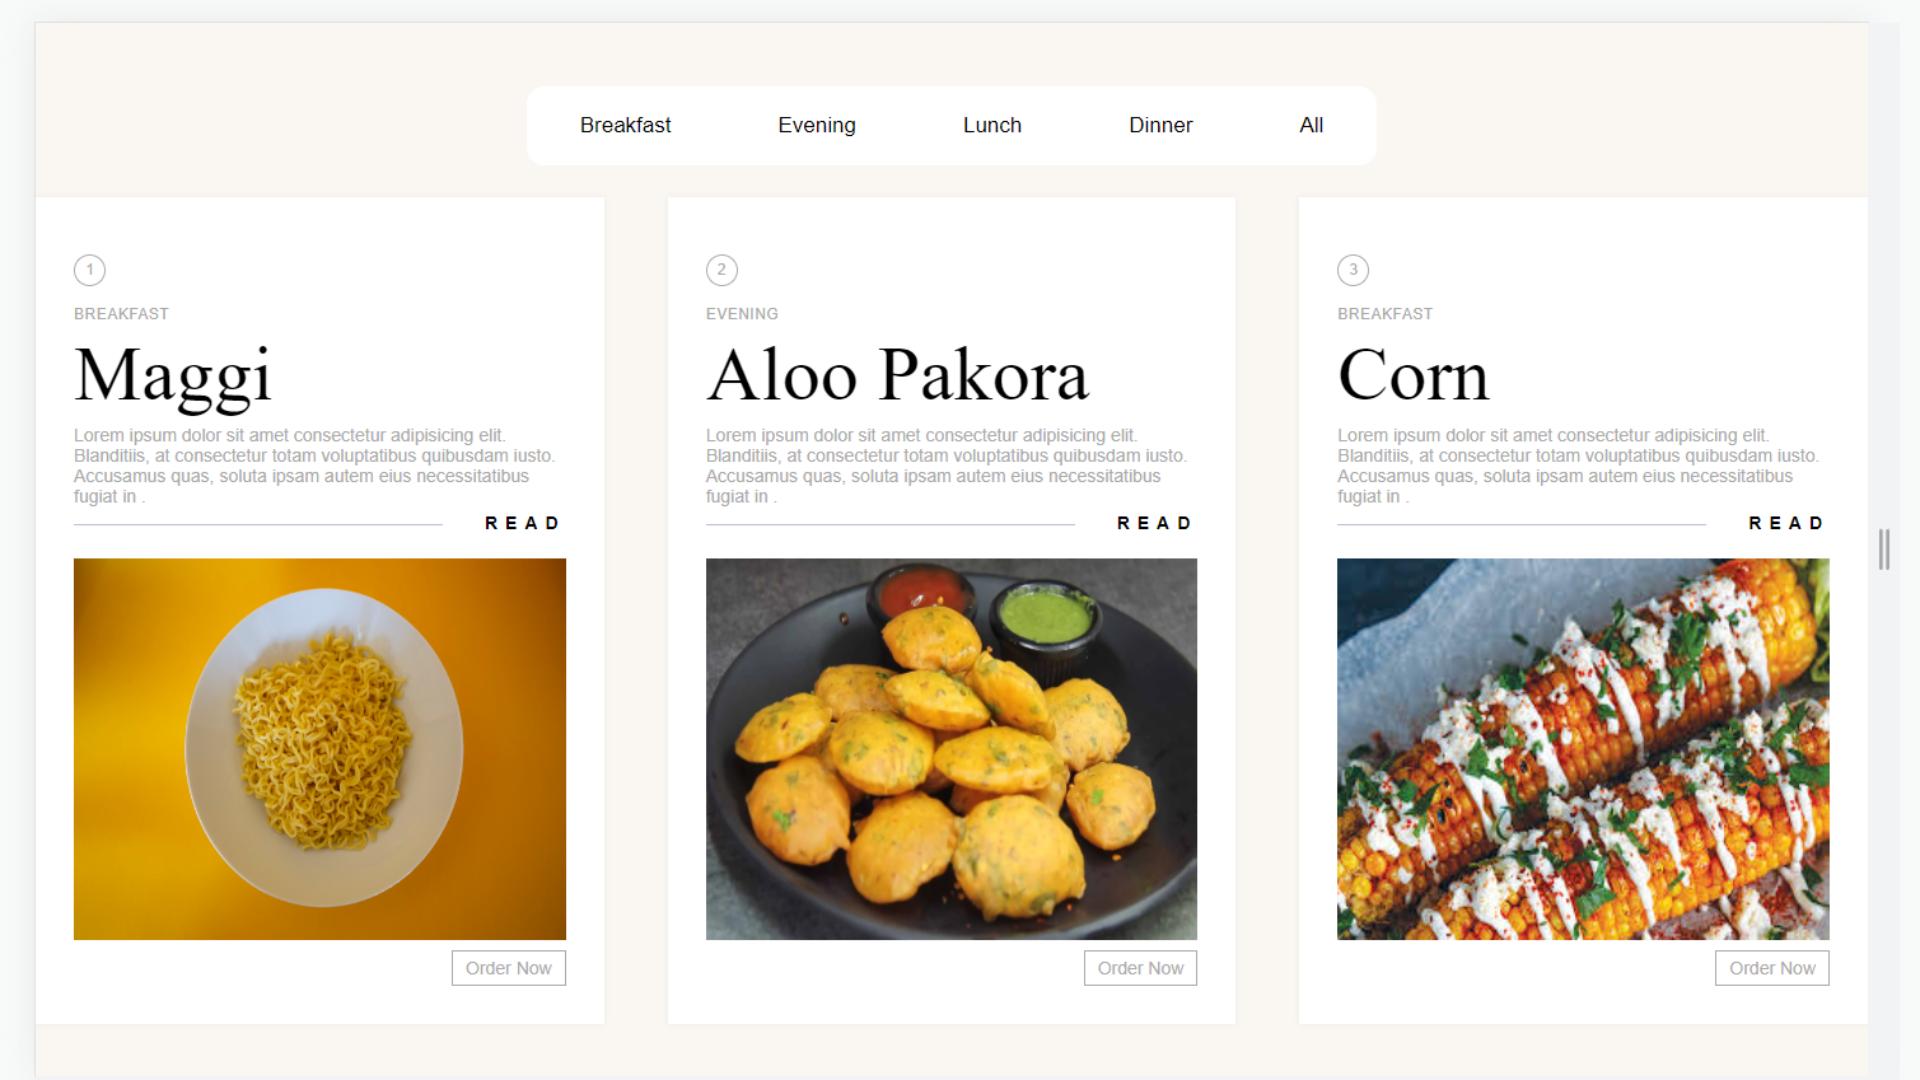 Breakfast Evening Lunch Dinner All
1
BREAKFAST
Maggi
Lorem ipsum dolor sit amet consectetur adipisicing elit.
Blanditiis, at consectetur totam voluptatibus quibusdam iusto.
Accusamus quas, soluta ipsam autem eius necessitatibus
fugiat in .
READ
Order Now
2
EVENING
Aloo Pakora
Lorem ipsum dolor sit amet consectetur adipisicing elit.
Blanditiis, at consectetur totam voluptatibus quibusdam iusto.
Accusamus quas, soluta ipsam autem eius necessitatibus
fugiat in .
READ
Order Now
3
BREAKFAST
Corn
Lorem ipsum dolor sit amet consectetur adipisicing elit.
Blanditiis, at consectetur totam voluptatibus quibusdam iusto.
Accusamus quas, soluta ipsam autem eius necessitatibus
fugiat in .
READ
Order Now